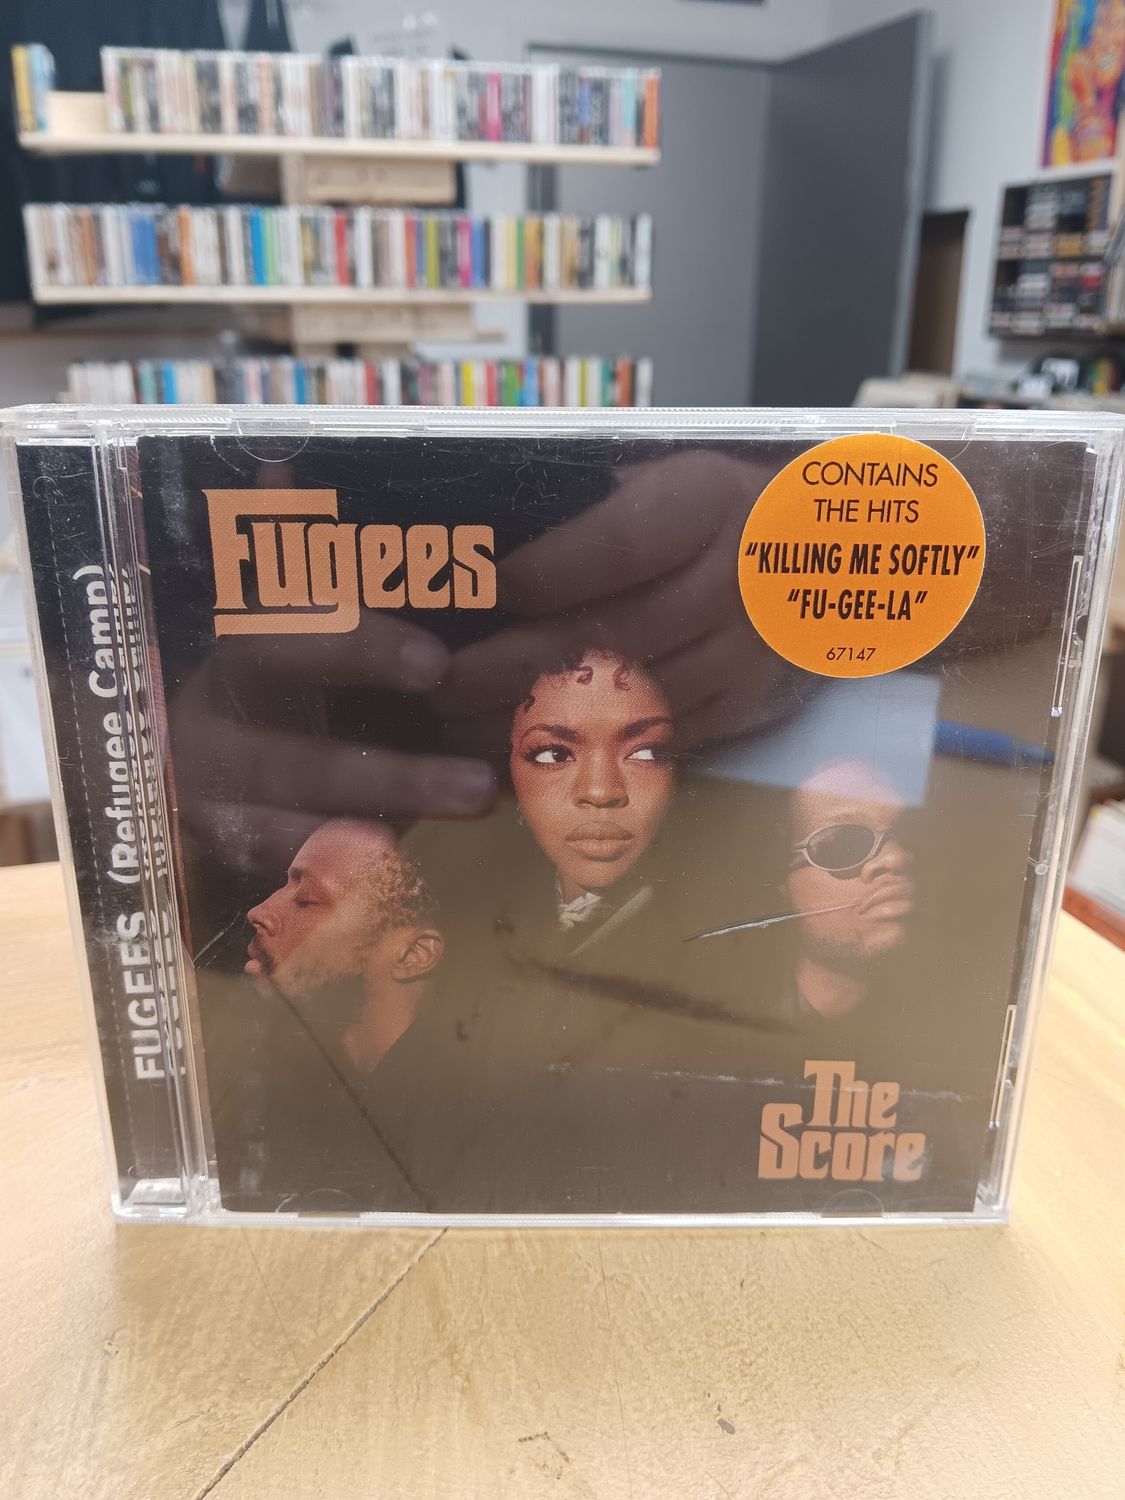 FUGEES (Refugee Camp)
Fugees
CONTAINS
THE HITS
“KILLING ME SOFTLY”
“FU-GEE-LA”
67147
The
Score